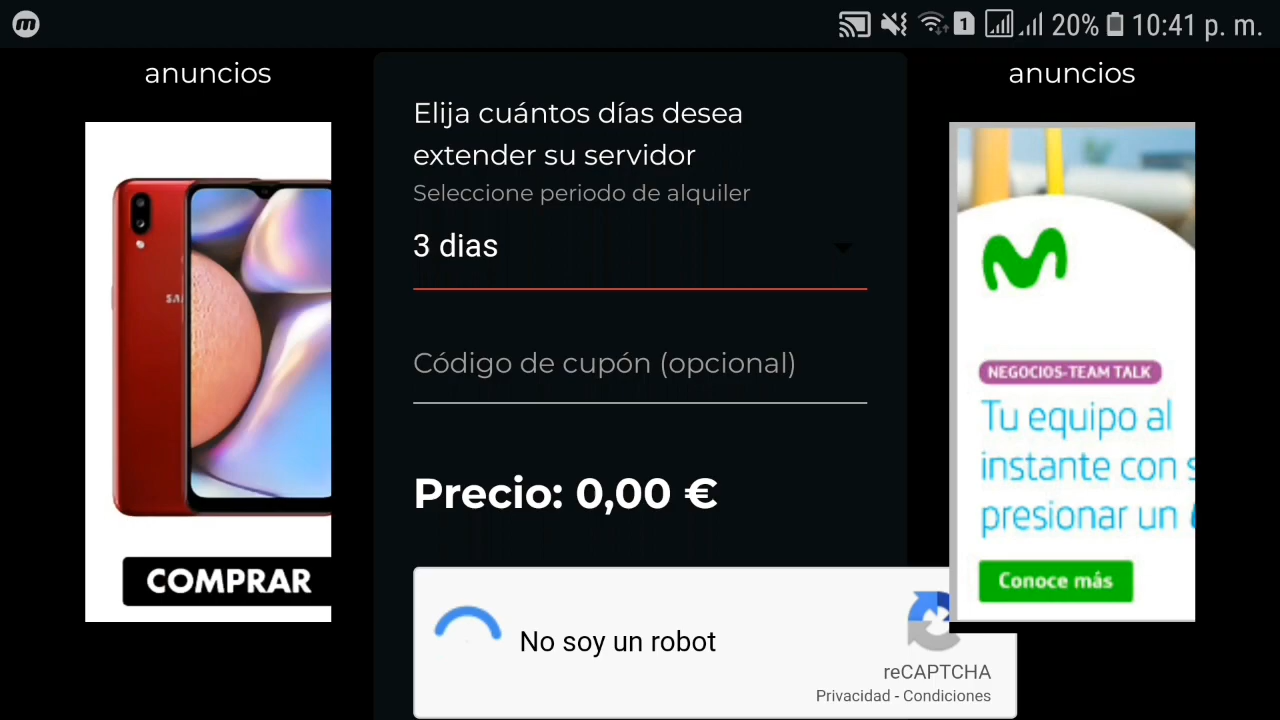 1 20% 10:41 p. m.
anuncios
COMPRAR
Elija cuántos días desea
extender su servidor
Seleccione periodo de alquiler
3 dias
Código de cupón (opcional)
Precio: 0,00 €
No soy un robot
reCAPTCHA
Privacidad - Condiciones
anuncios
NEGOCIOS-TEAM TALK
Tu equipo al
instante con
presionar un
Conoce más